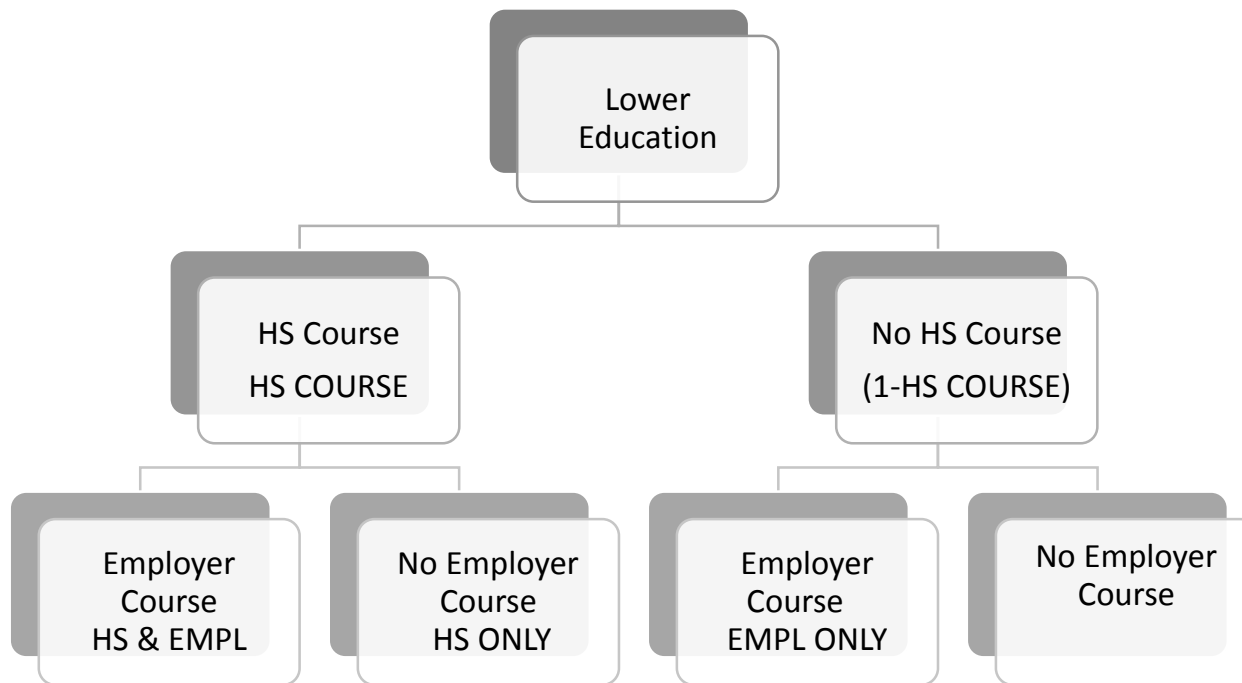 Lower
Education
HS Course
HS COURSE
No HS Course
(1-HS COURSE)
Employer
Course
HS & EMPL
No Employer
Course
HS ONLY
Employer
Course
EMPL ONLY
No Employer
Course